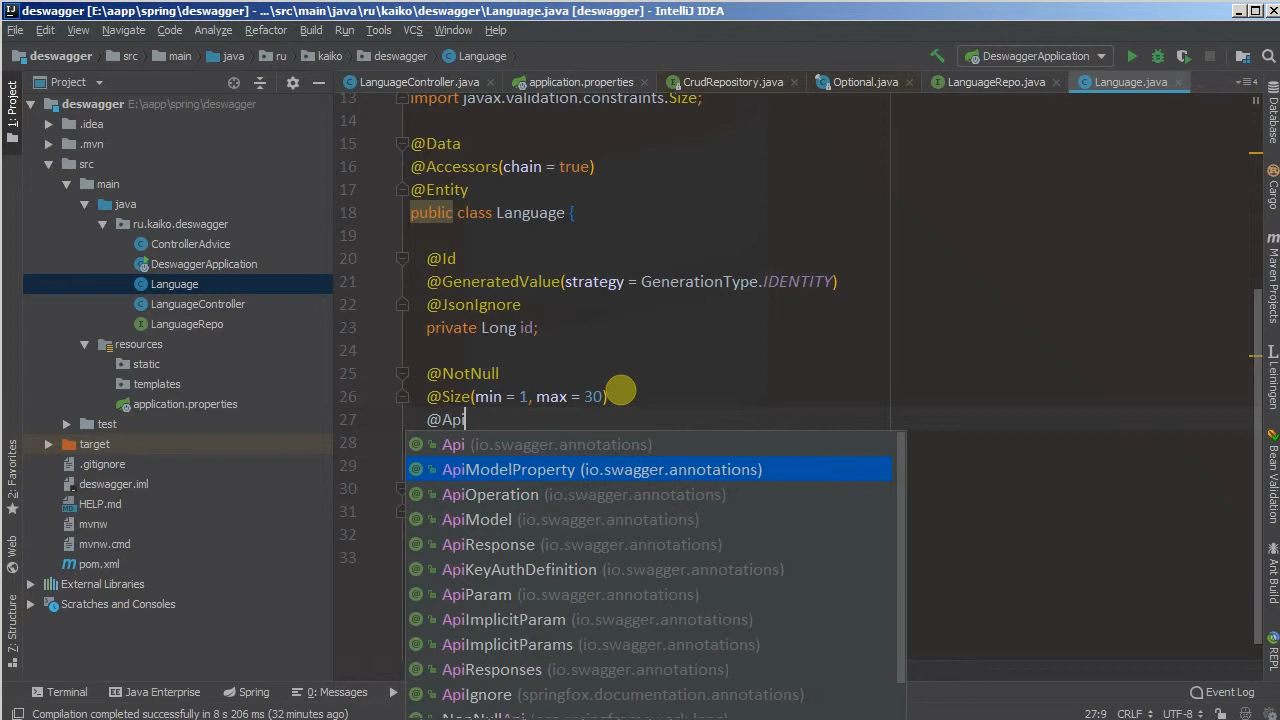 deswagger [E:\aapp\spring\deswagger] - ...\src\main\java\ru\kaiko\deswagger\Language.java [deswagger] - IntelliJ IDEA
File Edit View Navigate Code Analyze Refactor Build Run Tools VCS Window Help
deswagger src main java ru kaiko deswagger Language DeswaggerApplication
Project LanguageController.java application.properties CrudRepository.java Optional.java LanguageRepo.java Language.java
1: Project
2: Favorites
Web
Z: Structure
deswagger E:\aapp\spring\deswagger
.idea
.mvn
src
main
java
ru.kaiko.deswagger
ControllerAdvice
DeswaggerApplication
Language
LanguageController
LanguageRepo
resources
static
templates
application.properties
test
target
.gitignore
deswagger.iml
HELP.md
mvnw
mvnw.cmd
pom.xml
External Libraries
Scratches and Consoles
13 import javax.validation.constraints.Size;
14
15 @Data
16 @Accessors(chain = true)
17 @Entity
18 public class Language {
19
20 @Id
21 @GeneratedValue(strategy = GenerationType.IDENTITY)
22 @JsonIgnore
23 private Long id;
24
25 @NotNull
26 @Size(min = 1, max = 30)
27 @Api
28
29
30
31
32
33
Api (io.swagger.annotations)
ApiModelProperty (io.swagger.annotations)
ApiOperation (io.swagger.annotations)
ApiModel (io.swagger.annotations)
ApiResponse (io.swagger.annotations)
ApiKeyAuthDefinition (io.swagger.annotations)
ApiParam (io.swagger.annotations)
ApiImplicitParam (io.swagger.annotations)
ApiImplicitParams (io.swagger.annotations)
ApiResponses (io.swagger.annotations)
ApiIgnore (springfox.documentation.annotations)
Database
Cargo
Maven Projects
Leiningen
Bean Validation
Ant Build
REPL
Terminal Java Enterprise Spring 0: Messages Event Log
Compilation completed successfully in 8 s 206 ms (32 minutes ago) 27:9 CRLF UTF-8